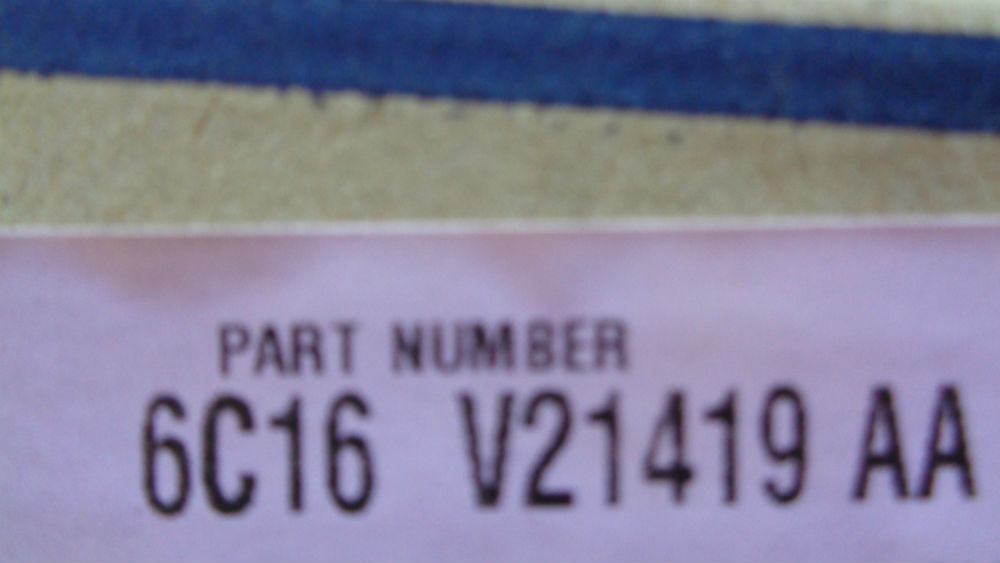 PART NUMBER
6C16 V21419 AA